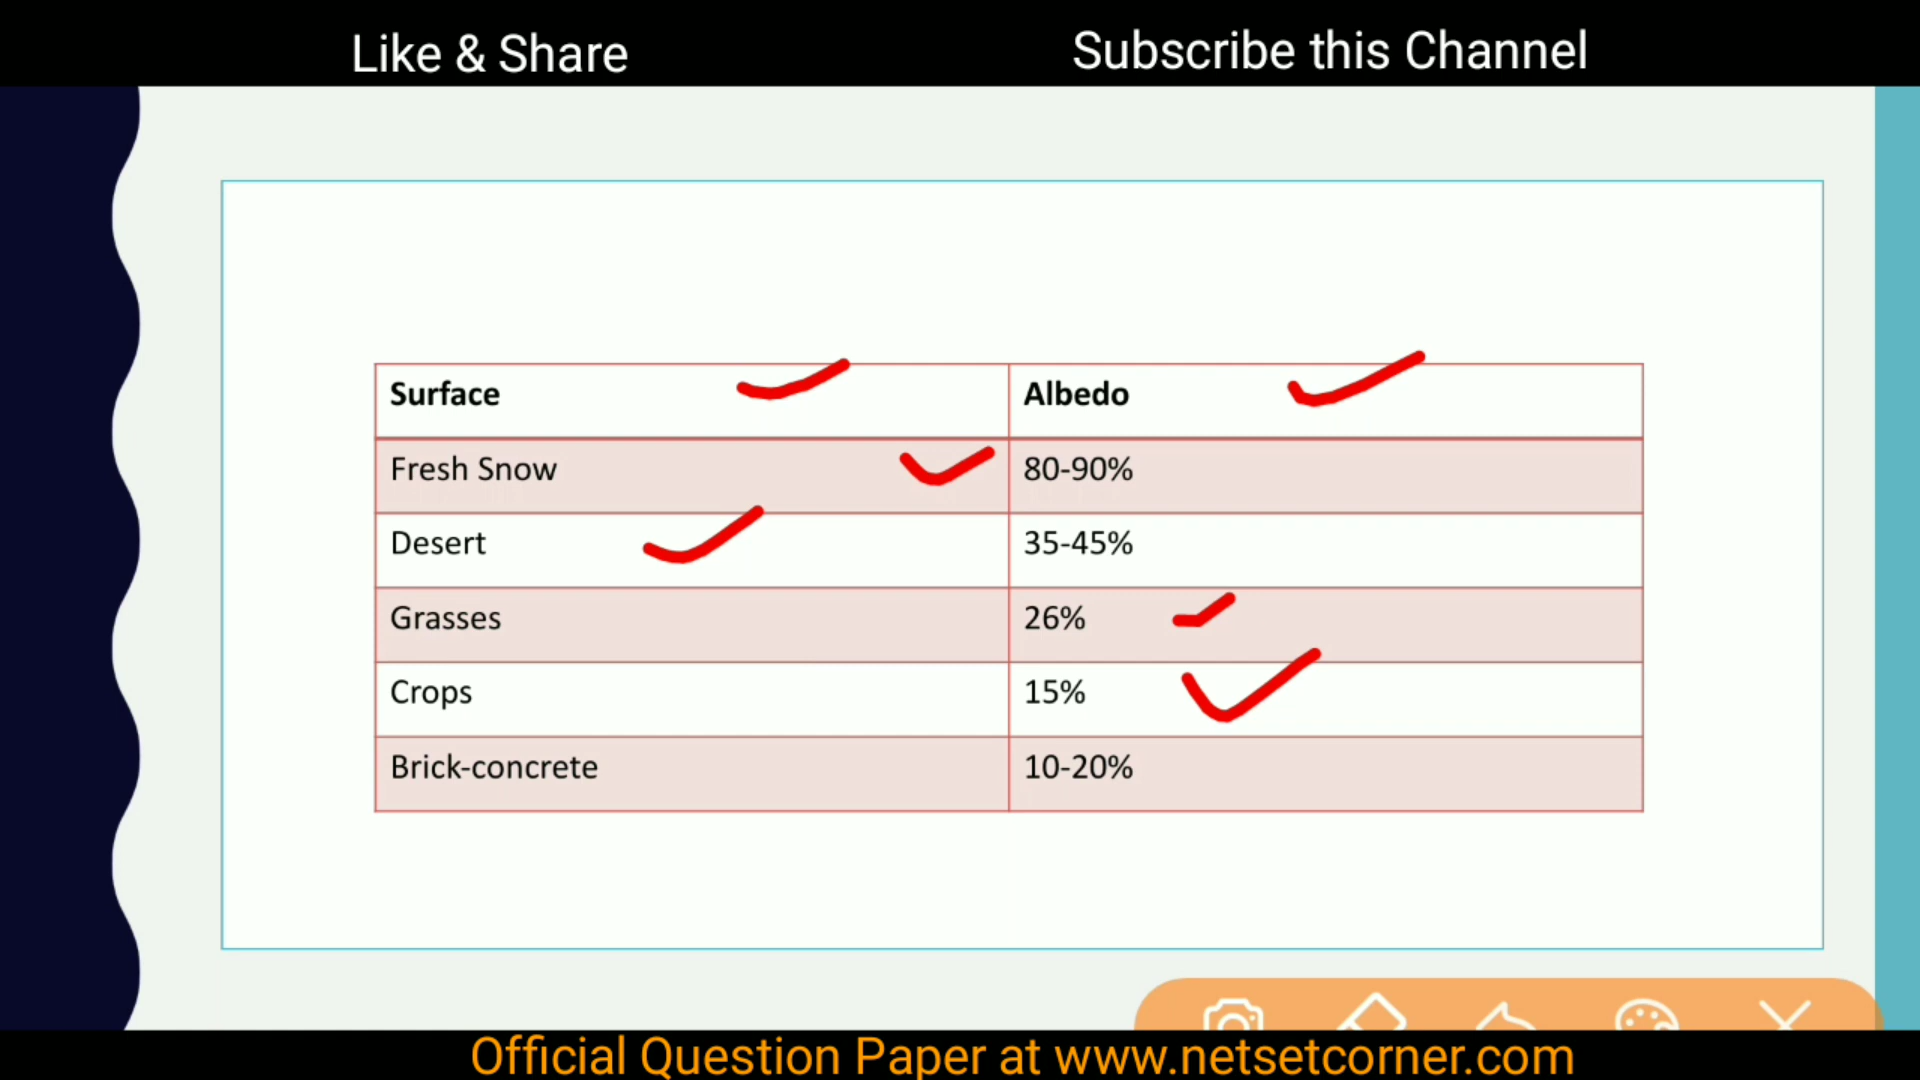 Like & Share
Subscribe this Channel
Surface Albedo
Fresh Snow 80-90%
Desert 35-45%
Grasses 26%
Crops 15%
Brick-concrete 10-20%
Official Question Paper at www.netsetcorner.com